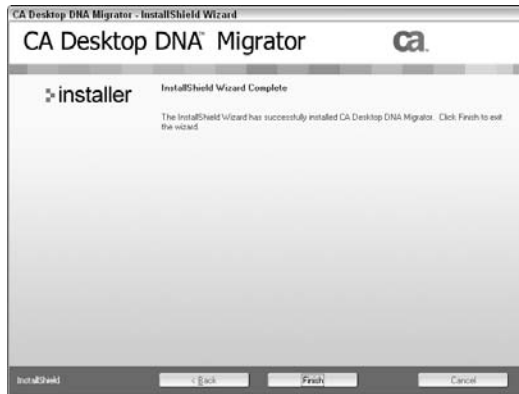 CA Desktop DNA Migrator - InstallShield Wizard
CA Desktop DNA™ Migrator
ca.
installer
InstallShield Wizard Complete
The InstallShield Wizard has successfully installed CA Desktop DNA Migrator. Click Finish to exit
the wizard.
InstallShield
< Back
Finish
Cancel